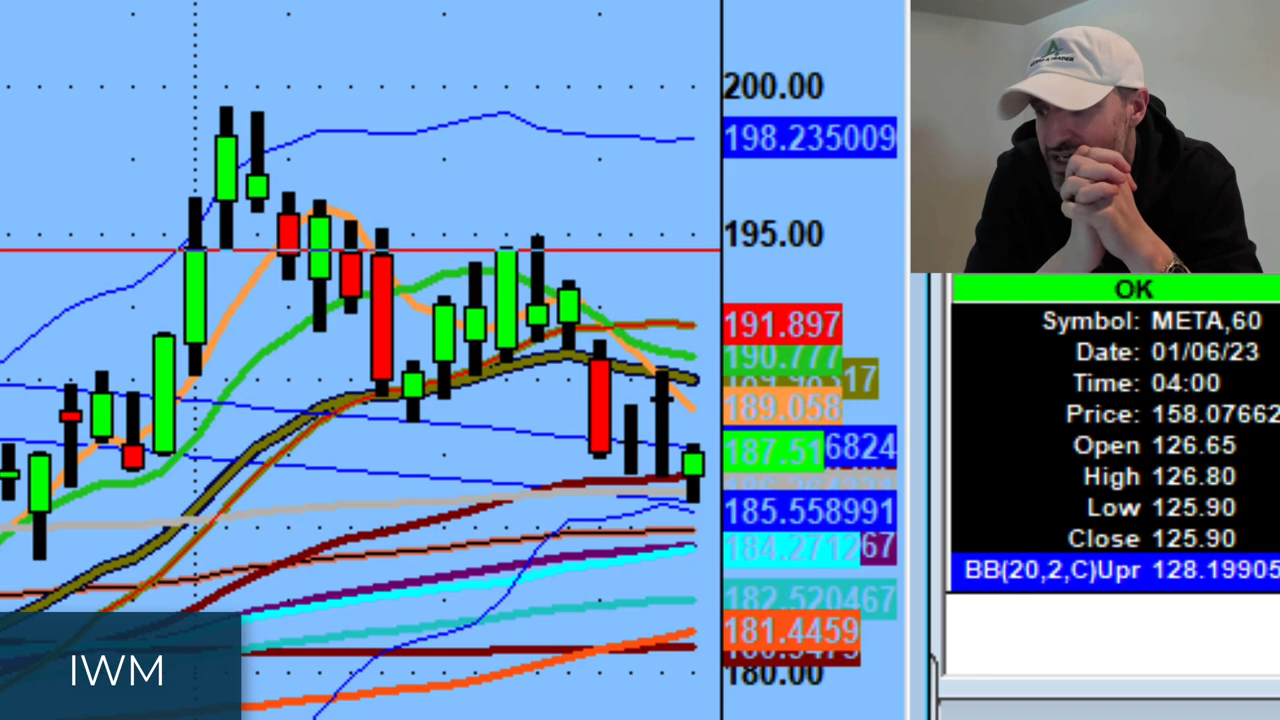 200.00
198.235009
195.00
191.897
190.777
17
189.058
187.51
6824
185.558991
184.2712
67
182.520467
181.4459
180.00
IWM
OK
Symbol: META,60
Date: 01/06/23
Time: 04:00
Price: 158.07662
Open 126.65
High 126.80
Low 125.90
Close 125.90
BB(20,2,C)Upr 128.19905